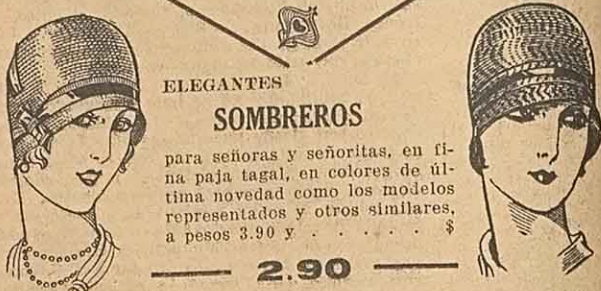 ELEGANTES
SOMBREROS
para señoras y señoritas, en fi-
na paja tagal, en colores de úl-
tima novedad como los modelos
representados y otros similares,
a pesos 3.90 y . . . . . $
2.90